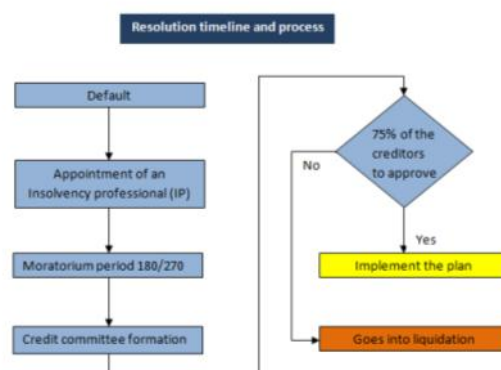 Resolution timeline and process
Default
Appointment of an
Insolvency professional (IP)
Moratorium period 180/270
Credit committee formation
75% of the
creditors
to approve
No
Yes
Implement the plan
Goes into liquidation